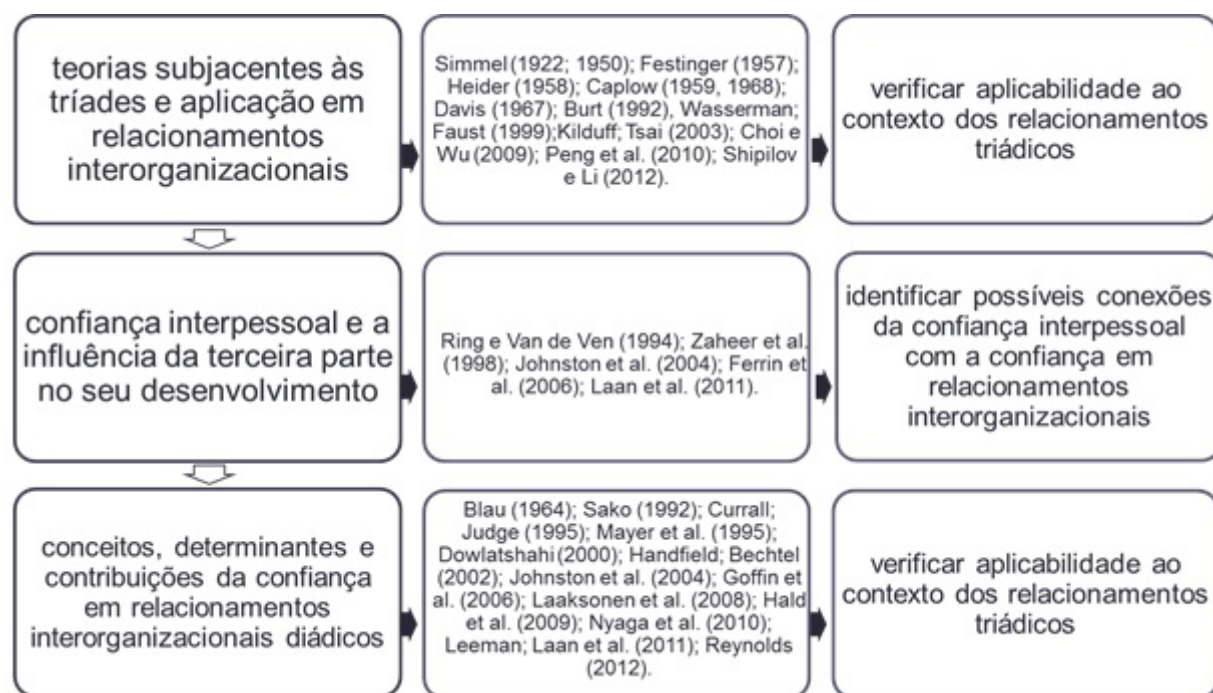 teorias subjacentes às
tríades e aplicação em
relacionamentos
interorganizacionais
Simmel (1922; 1950); Festinger (1957);
Heider (1958); Caplow (1959, 1968);
Davis (1967); Burt (1992), Wasserman;
Faust (1999);Kilduff; Tsai (2003); Choi e
Wu (2009); Peng et al. (2010); Shipilov
e Li (2012).
verificar aplicabilidade ao
contexto dos relacionamentos
triádicos
confiança interpessoal e a
influência da terceira parte
no seu desenvolvimento
Ring e Van de Ven (1994); Zaheer et al.
(1998); Johnston et al. (2004); Ferrin et
al. (2006); Laan et al. (2011).
identificar possíveis conexões
da confiança interpessoal
com a confiança em
relacionamentos
interorganizacionais
conceitos, determinantes e
contribuições da confiança
em relacionamentos
interorganizacionais diádicos
Blau (1964); Sako (1992); Currall;
Judge (1995); Mayer et al. (1995);
Dowlatshahi (2000); Handfield; Bechtel
(2002); Johnston et al. (2004); Goffin et
al. (2006); Laaksonen et al. (2008); Hald
et al. (2009); Nyaga et al. (2010);
Leeman; Laan et al. (2011); Reynolds
(2012).
verificar aplicabilidade ao
contexto dos relacionamentos
triádicos